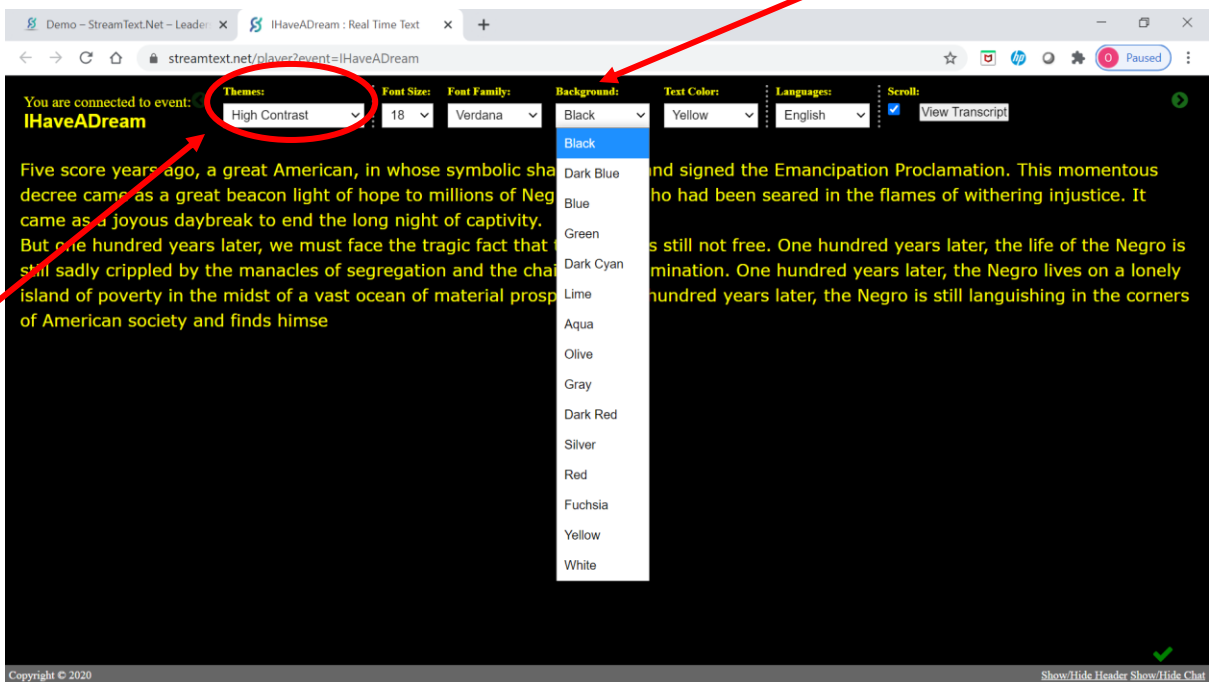 Demo – StreamText.Net – Leader
IHaveADream : Real Time Text
streamtext.net/player?event=IHaveADream
Paused
You are connected to event:
IHaveADream
Themes:
High Contrast
Font Size:
18
Font Family:
Verdana
Background:
Black
Text Color:
Yellow
Languages:
English
Scroll:
View Transcript
Black
Dark Blue
Blue
Green
Dark Cyan
Lime
Aqua
Olive
Gray
Dark Red
Silver
Red
Fuchsia
Yellow
White
Five score years ago, a great American, in whose symbolic sha nd signed the Emancipation Proclamation. This momentous
decree came as a great beacon light of hope to millions of Neg ho had been seared in the flames of withering injustice. It
came as a joyous daybreak to end the long night of captivity.
But one hundred years later, we must face the tragic fact that t s still not free. One hundred years later, the life of the Negro is
still sadly crippled by the manacles of segregation and the chai mination. One hundred years later, the Negro lives on a lonely
island of poverty in the midst of a vast ocean of material prosp hundred years later, the Negro is still languishing in the corners
of American society and finds himse
Copyright © 2020
Show/Hide Header Show/Hide Chat